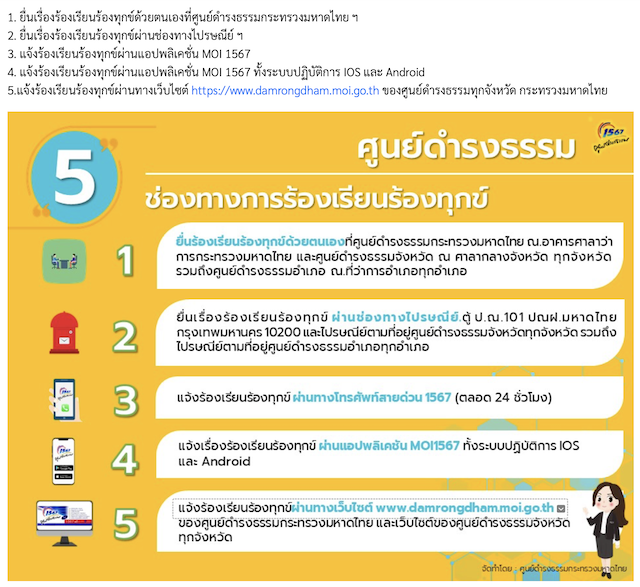 1. ยื่นเรื่องร้องเรียนร้องทุกข์ด้วยตนเองที่ศูนย์ดำรงธรรมกระทรวงมหาดไทย ฯ
2. ยื่นเรื่องร้องเรียนร้องทุกข์ผ่านช่องทางไปรษณีย์ ฯ
3. แจ้งร้องเรียนร้องทุกข์ผ่านแอปพลิเคชั่น MOI 1567
4. แจ้งร้องเรียนร้องทุกข์ผ่านแอปพลิเคชั่น MOI 1567 ทั้งระบบปฏิบัติการ IOS และ Android
5.แจ้งร้องเรียนร้องทุกข์ผ่านทางเว็บไซต์ https://www.damrongdham.moi.go.th ของศูนย์ดำรงธรรมทุกจังหวัด กระทรวงมหาดไทย
5
ศูนย์ดำรงธรรม
1567
ช่องทางการร้องเรียนร้องทุกข์
1
ยื่นร้องเรียนร้องทุกข์ด้วยตนเองที่ศูนย์ดำรงธรรมกระทรวงมหาดไทย ณ.อาคารศาลาว่า
การกระทรวงมหาดไทย และศูนย์ดำรงธรรมจังหวัด ณ ศาลากลางจังหวัด ทุกจังหวัด
รวมถึงศูนย์ดำรงธรรมอำเภอ ณ.ที่ว่าการอำเภอทุกอำเภอ
2
ยื่นเรื่องร้องเรียนร้องทุกข์ ผ่านช่องทางไปรษณีย์.ตู้ ป.ณ.101 ปณฝ.มหาดไทย
กรุงเทพมหานคร 10200 และไปรษณีย์ตามที่อยู่ศูนย์ดำรงธรรมจังหวัดทุกจังหวัด รวมถึง
ไปรษณีย์ตามที่อยู่ศูนย์ดำรงธรรมอำเภอทุกอำเภอ
3
แจ้งร้องเรียนร้องทุกข์ ผ่านทางโทรศัพท์สายด่วน 1567 (ตลอด 24 ชั่วโมง)
4
แจ้งเรื่องร้องเรียนร้องทุกข์ ผ่านแอปพลิเคชัน MOI1567 ทั้งระบบปฏิบัติการ IOS
และ Android
5
แจ้งร้องเรียนร้องทุกข์ผ่านทางเว็บไซต์ www.damrongdham.moi.go.th
ของศูนย์ดำรงธรรมกระทรวงมหาดไทย และเว็บไซต์ของศูนย์ดำรงธรรมจังหวัด
ทุกจังหวัด
จัดทำโดย : ศูนย์ดำรงธรรมกระทรวงมหาดไทย